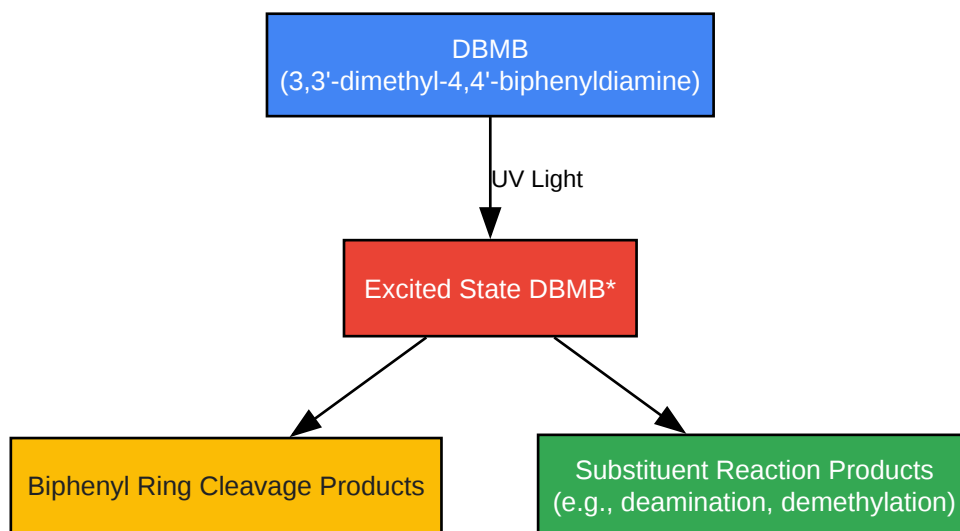 DBMB
(3,3'-dimethyl-4,4'-biphenyldiamine)
UV Light
Excited State DBMB*
Biphenyl Ring Cleavage Products
Substituent Reaction Products
(e.g., deamination, demethylation)